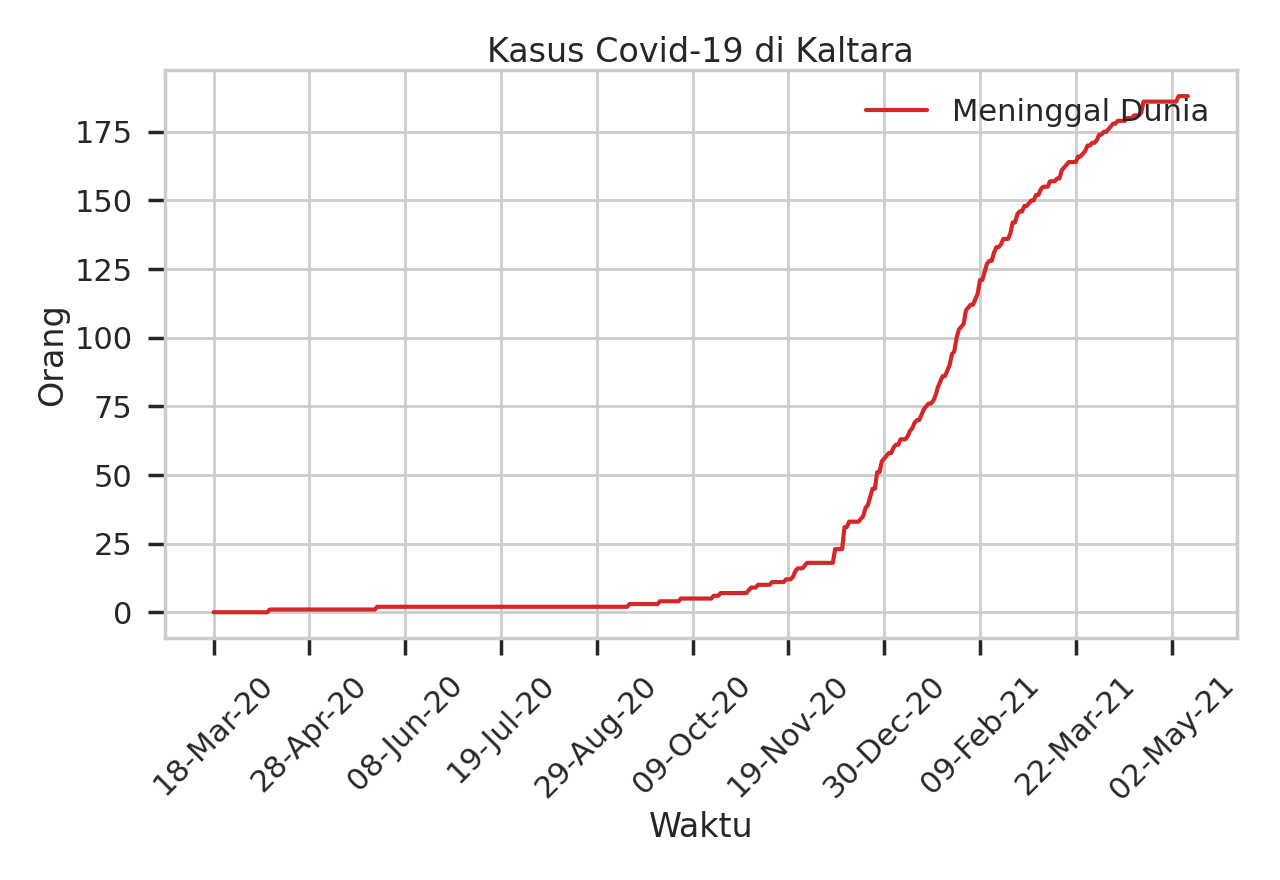 Kasus Covid-19 di Kaltara
Meninggal Dunia
175
150
125
100
75
50
25
0
Orang
18-Mar-20
28-Apr-20
08-Jun-20
19-Jul-20
29-Aug-20
09-Oct-20
19-Nov-20
30-Dec-20
09-Feb-21
22-Mar-21
02-May-21
Waktu